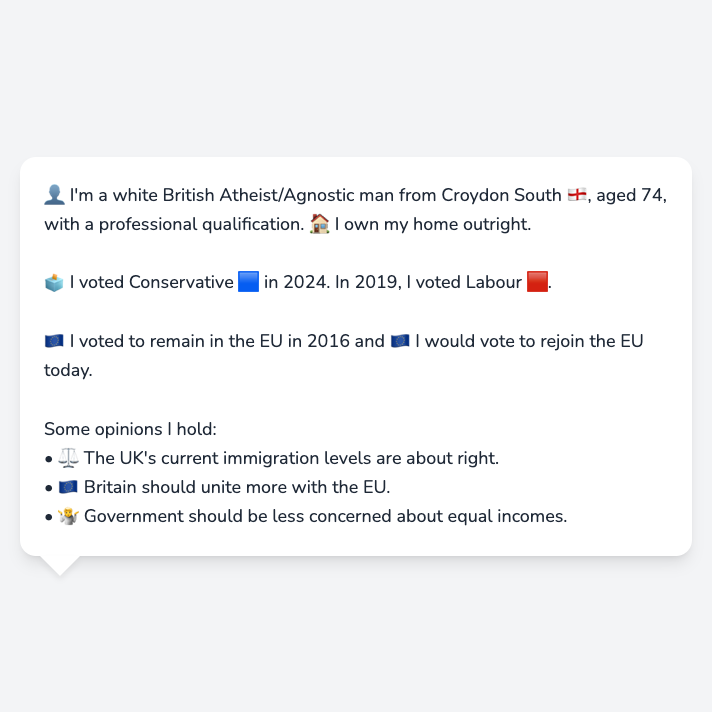 👤 I'm a white British Atheist/Agnostic man from Croydon South 🏴󠁧󠁢󠁥󠁮󠁧󠁿, aged 74,
with a professional qualification. 🏠 I own my home outright.
🗳️ I voted Conservative 🟦 in 2024. In 2019, I voted Labour 🟥.
🇪🇺 I voted to remain in the EU in 2016 and 🇪🇺 I would vote to rejoin the EU
today.
Some opinions I hold:
• ⚖️ The UK's current immigration levels are about right.
• 🇪🇺 Britain should unite more with the EU.
• 🤷 Government should be less concerned about equal incomes.